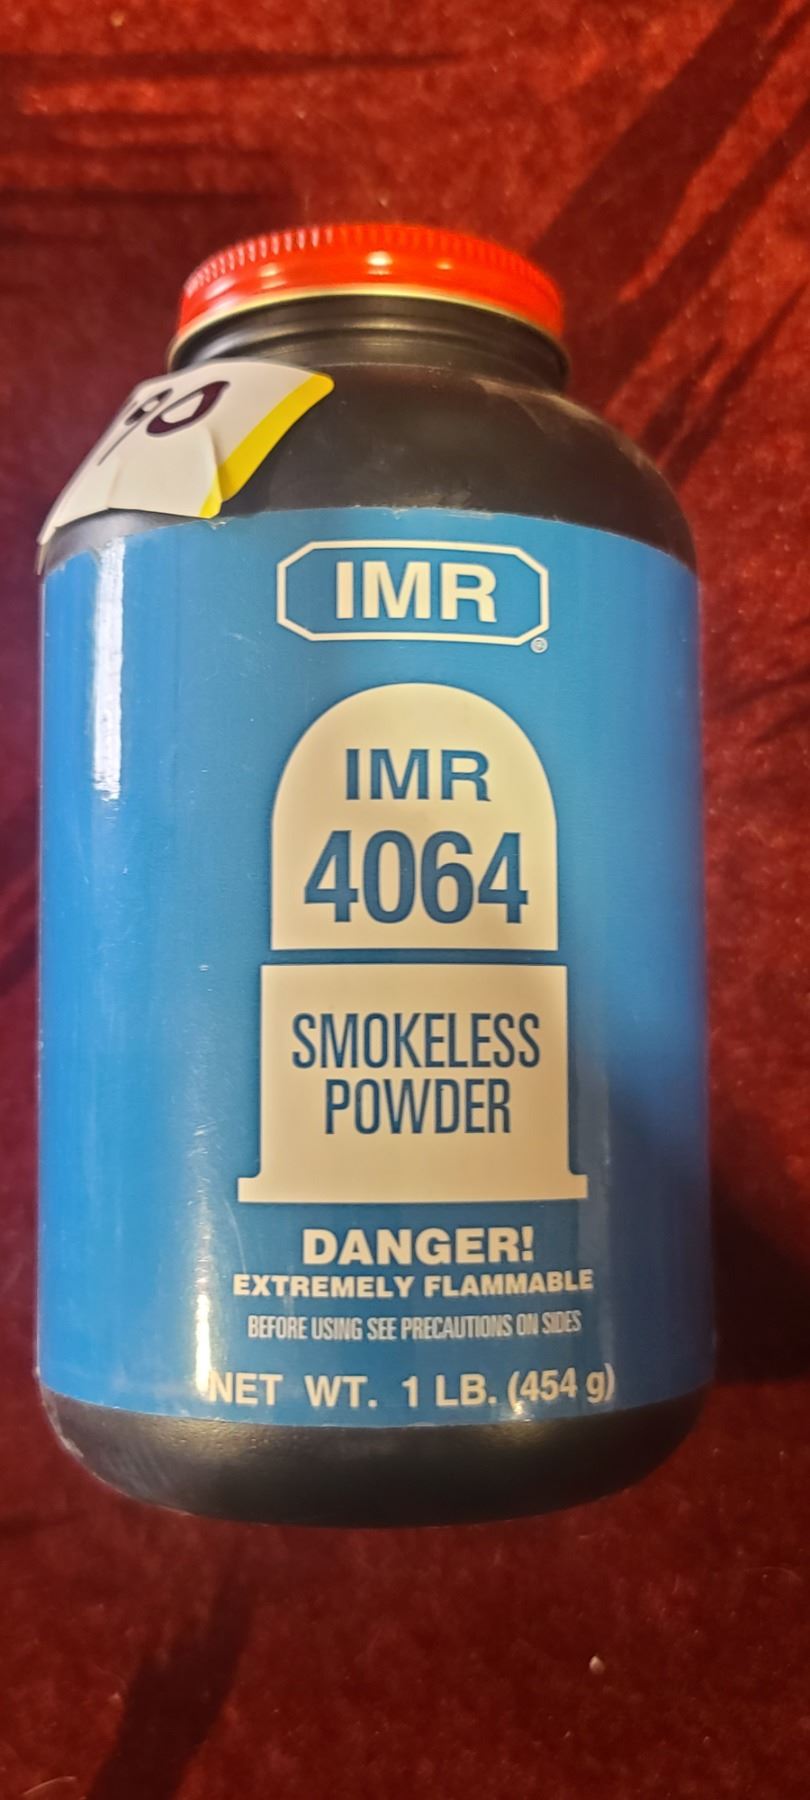 90
IMR
®
IMR
4064
SMOKELESS
POWDER
DANGER!
EXTREMELY FLAMMABLE
BEFORE USING SEE PRECAUTIONS ON SIDES
NET WT. 1 LB. (454 g)